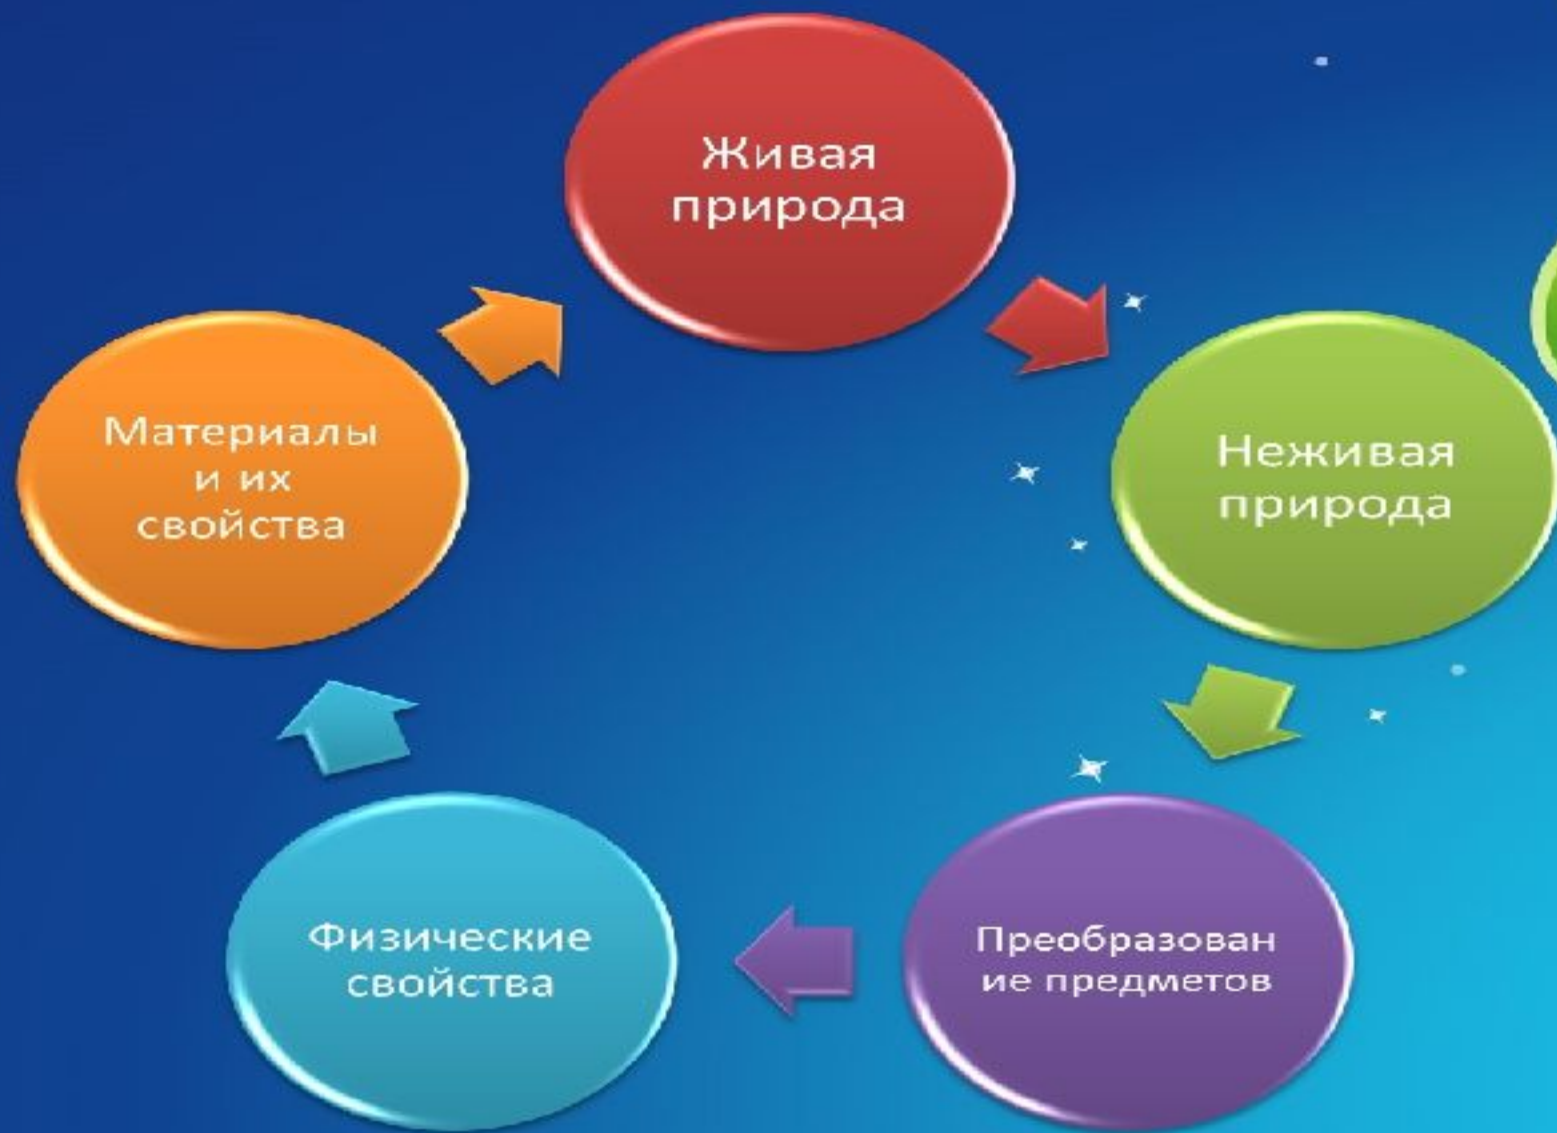 Живая
природа
Неживая
природа
Преобразован
ие предметов
Физические
свойства
Материалы
и их
свойства